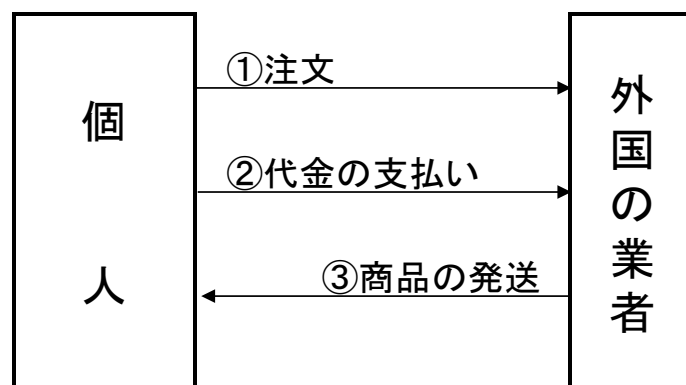 個人
①注文
②代金の支払い
③商品の発送
外国の業者